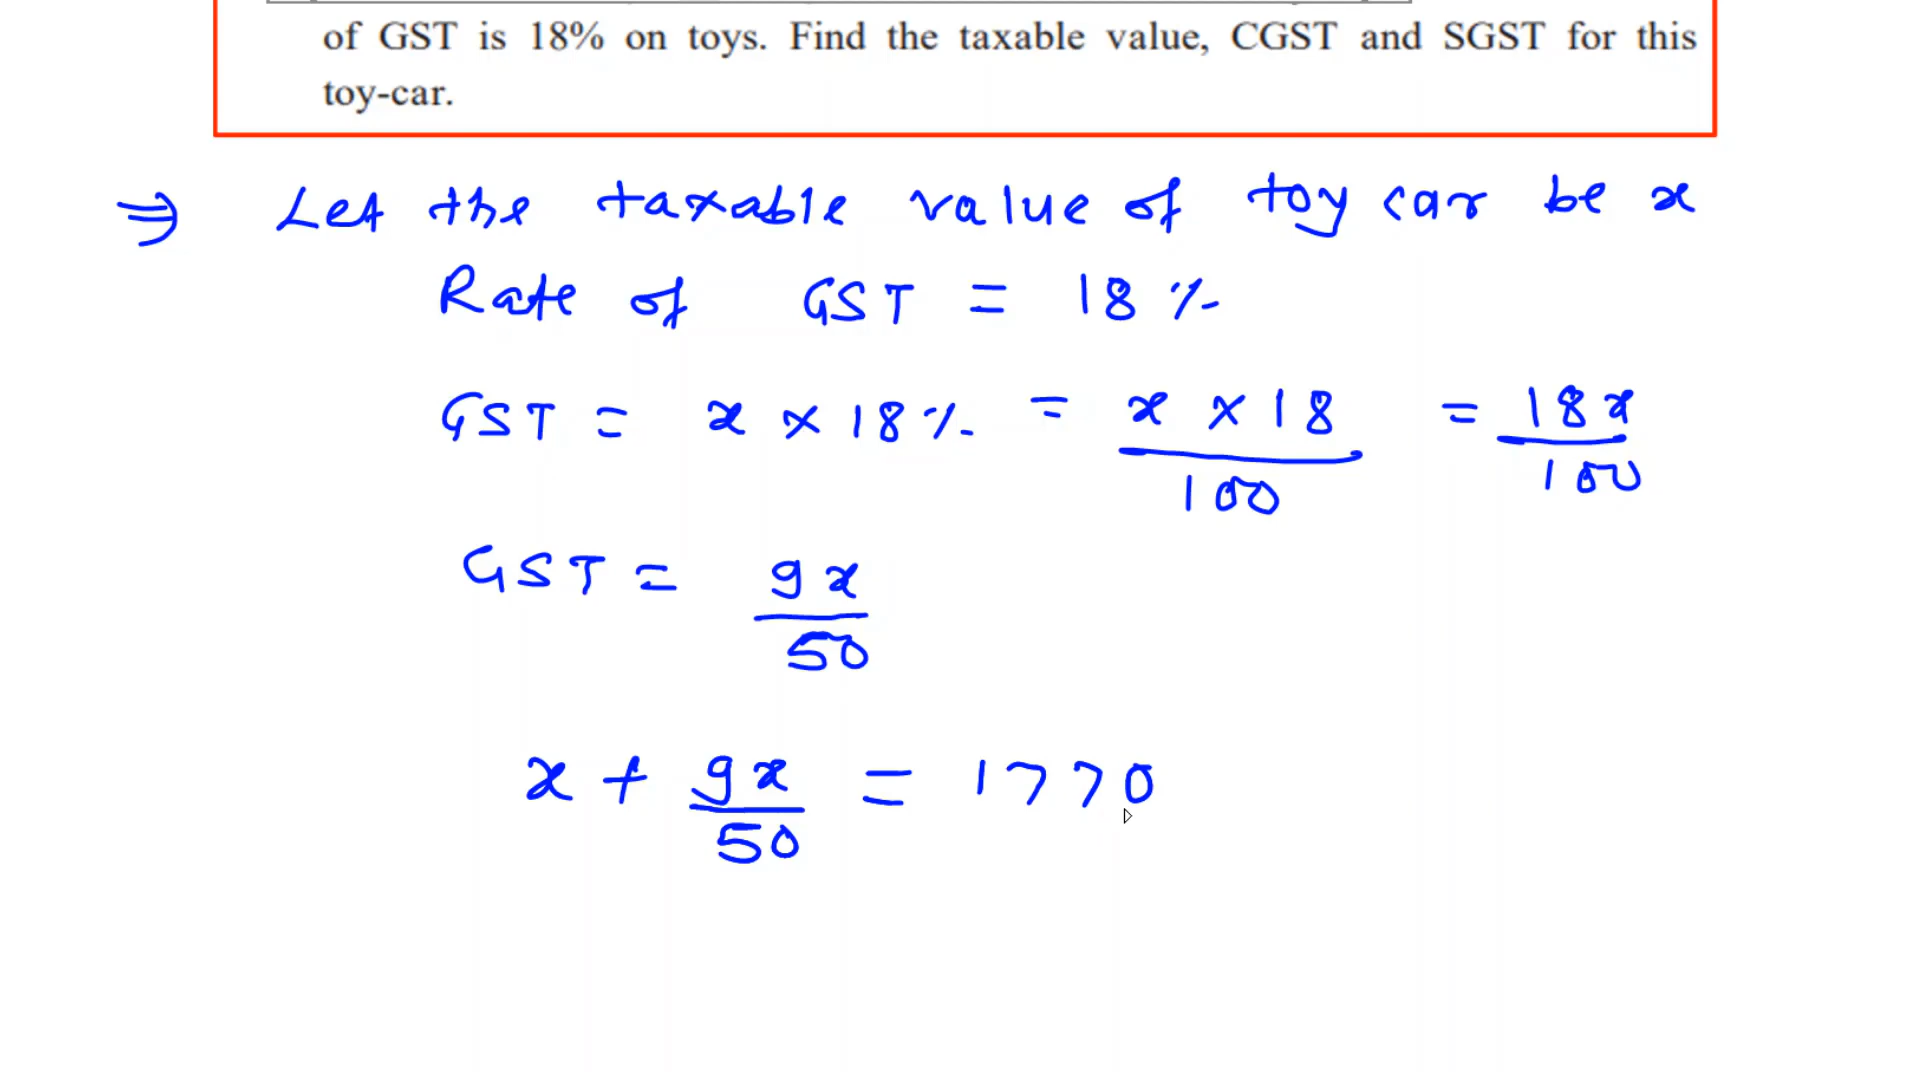 of GST is 18% on toys. Find the taxable value, CGST and SGST for this
toy-car.
⇒ Let the taxable value of toy car be x
Rate of GST = 18 %
GST = x × 18% = x × 18 / 100 = 18x / 100
GST = 9x / 50
x + 9x / 50 = 1770